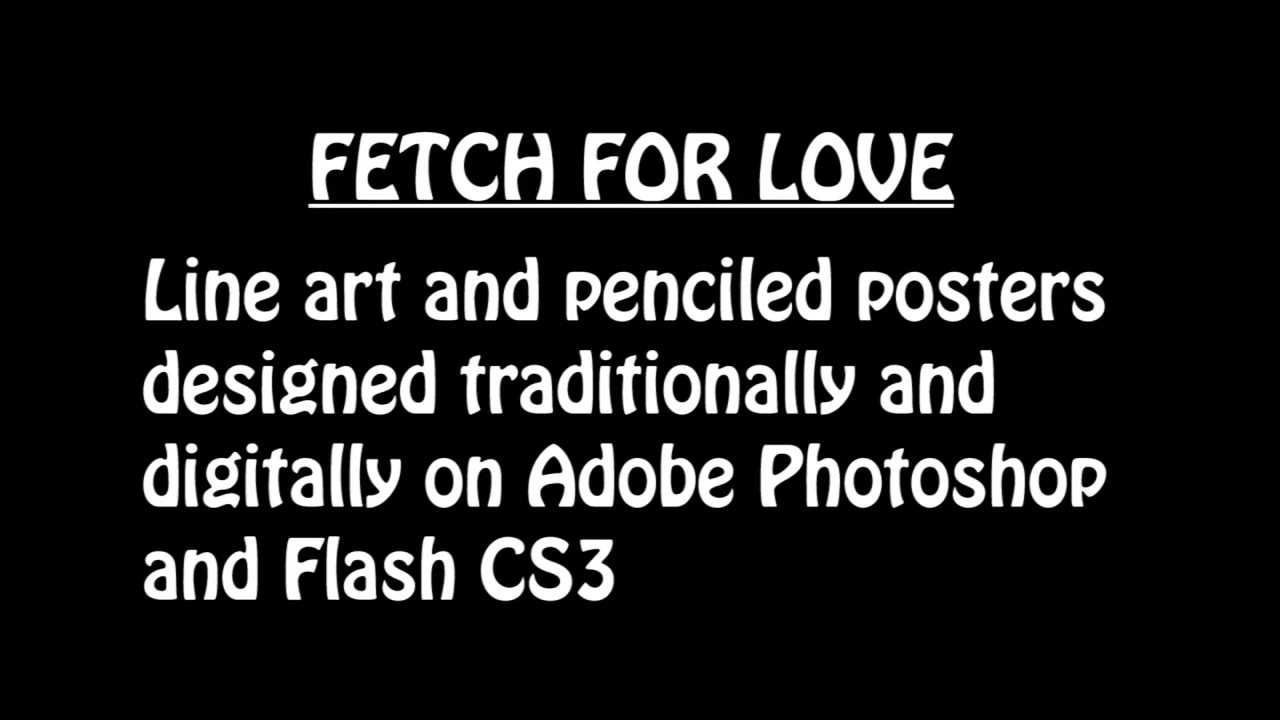 FETCH FOR LOVE
Line art and penciled posters
designed traditionally and
digitally on Adobe Photoshop
and Flash CS3